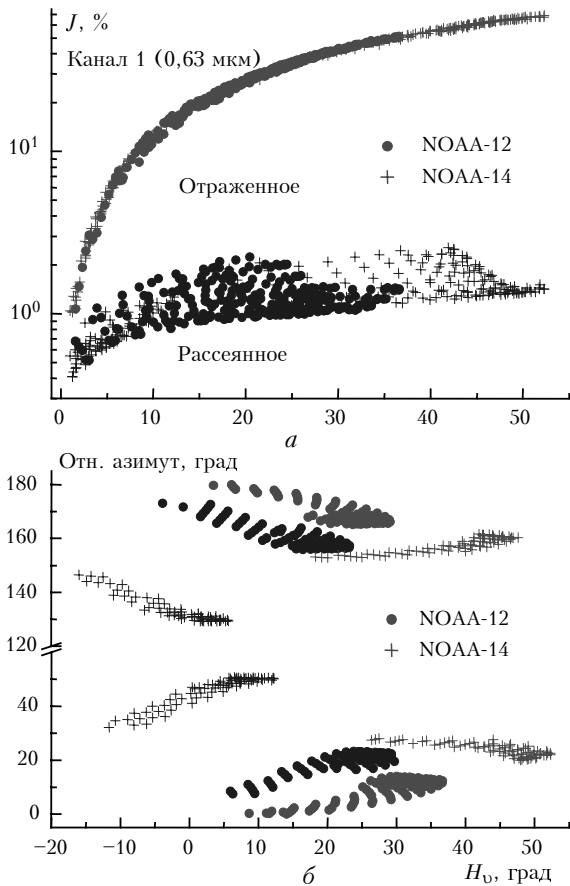 J, %
Канал 1 (0,63 мкм)
10¹
NOAA-12
NOAA-14
Отраженное
10⁰
Рассеянное
0 10 20 30 40 50
а
Отн. азимут, град
180
160
140
120
40
20
0
NOAA-12
NOAA-14
−20 −10 0 10 20 30 40 50
б
Hυ, град